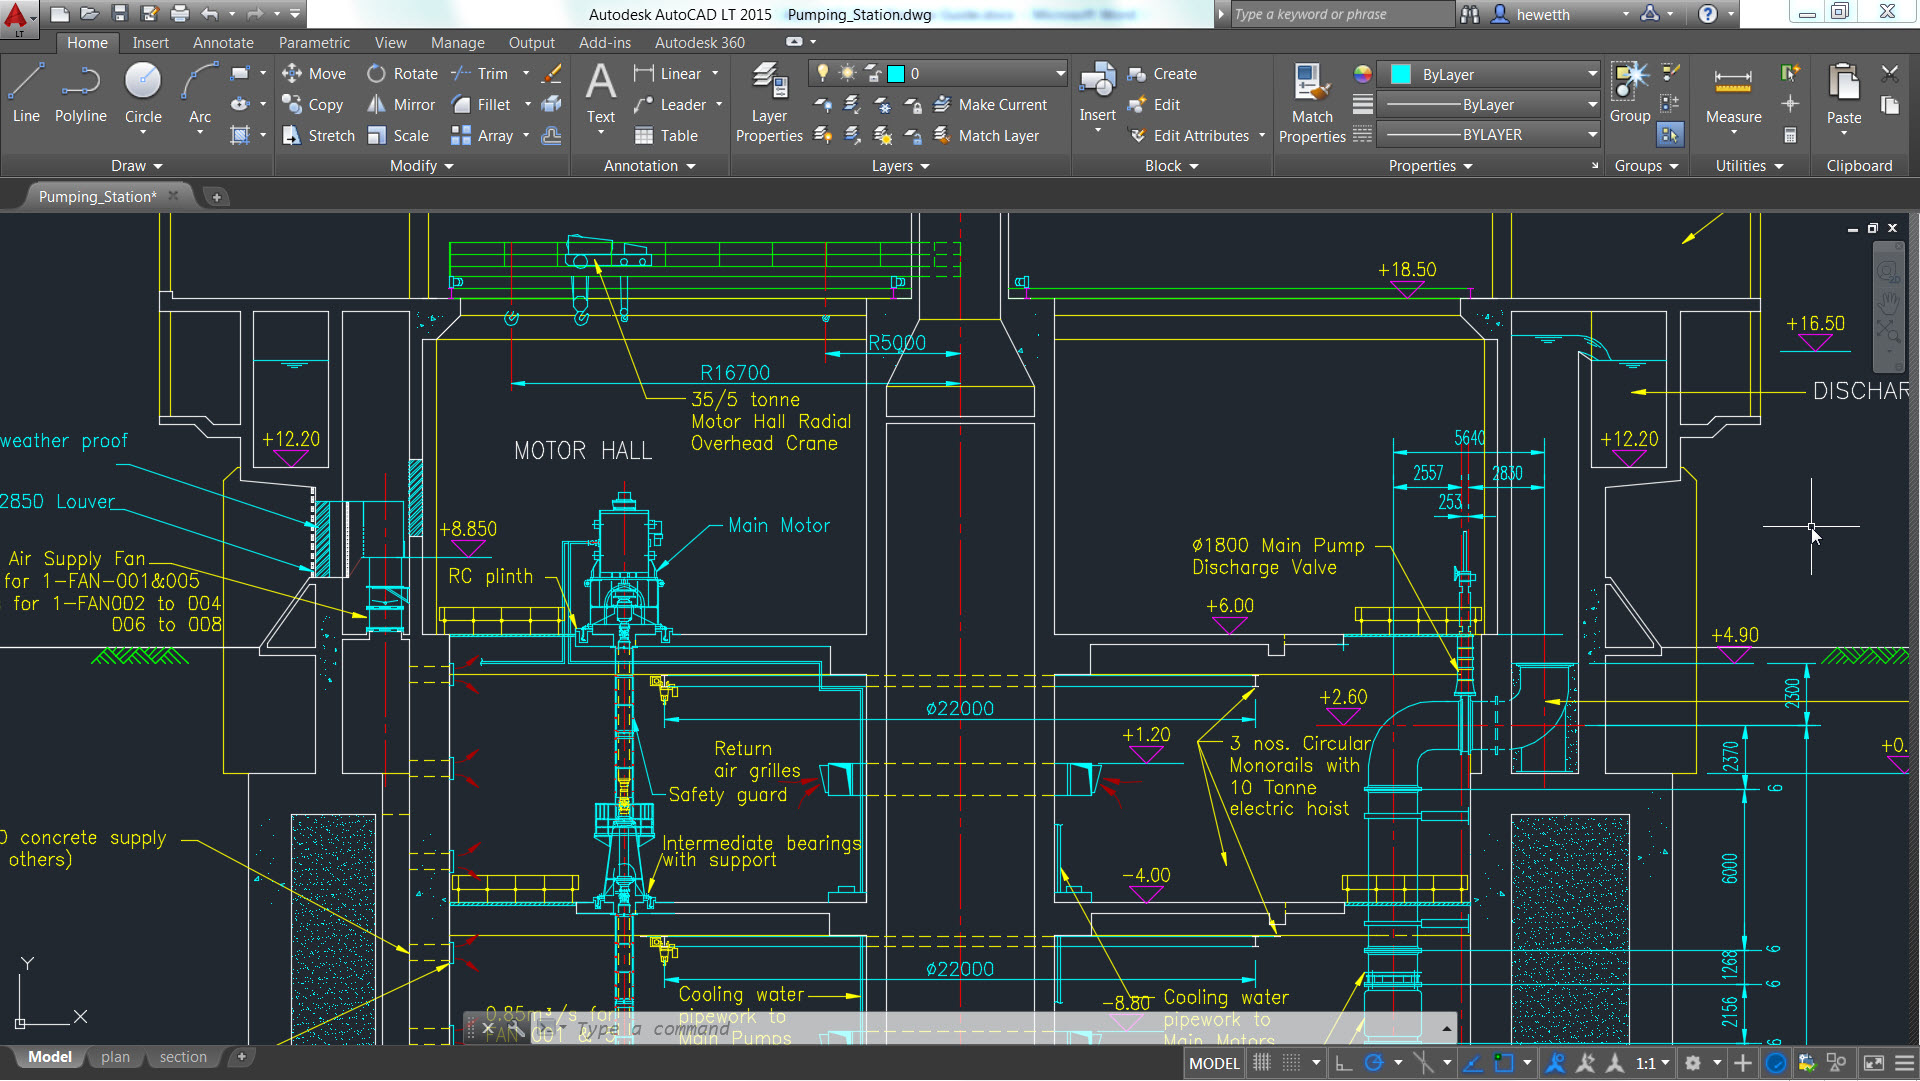 Autodesk AutoCAD LT 2015 Pumping_Station.dwg
Type a keyword or phrase
hewetth
LT
Home Insert Annotate Parametric View Manage Output Add-ins Autodesk 360
Line Polyline Circle Arc
Move Rotate Trim
Copy Mirror Fillet
Stretch Scale Array
Text Linear
Leader
Table
Layer Properties
0
Make Current
Match Layer
Insert Create
Edit
Edit Attributes
Match Properties
ByLayer
ByLayer
BYLAYER
Group Measure Paste
Draw Modify Annotation Layers Block Properties Groups Utilities Clipboard
Pumping_Station*
+18.50
+16.50
R5000
R16700
35/5 tonne
Motor Hall Radial
Overhead Crane
MOTOR HALL
DISCHAR
weather proof
+12.20
+12.20
5640
2557 2830
253
2850 Louver
+8.850
Main Motor
Air Supply Fan
for 1-FAN-001&005
for 1-FAN002 to 004
006 to 008
RC plinth
ø1800 Main Pump
Discharge Valve
+6.00
+4.90
+2.60
2300
ø22000
+1.20
Return
air grilles
Safety guard
3 nos. Circular
Monorails with
10 Tonne
electric hoist
+0.
2370
6
0 concrete supply
others)
Intermediate bearings
with support
-4.00
6000
6
ø22000
1268
6
Cooling water
pipework to
Main Pumps
-8.80
Cooling water
pipework to
Main Motors
2156
0.85m³/s for
FAN 001 & 5
Type a command
Y
X
Model plan section
MODEL 1:1